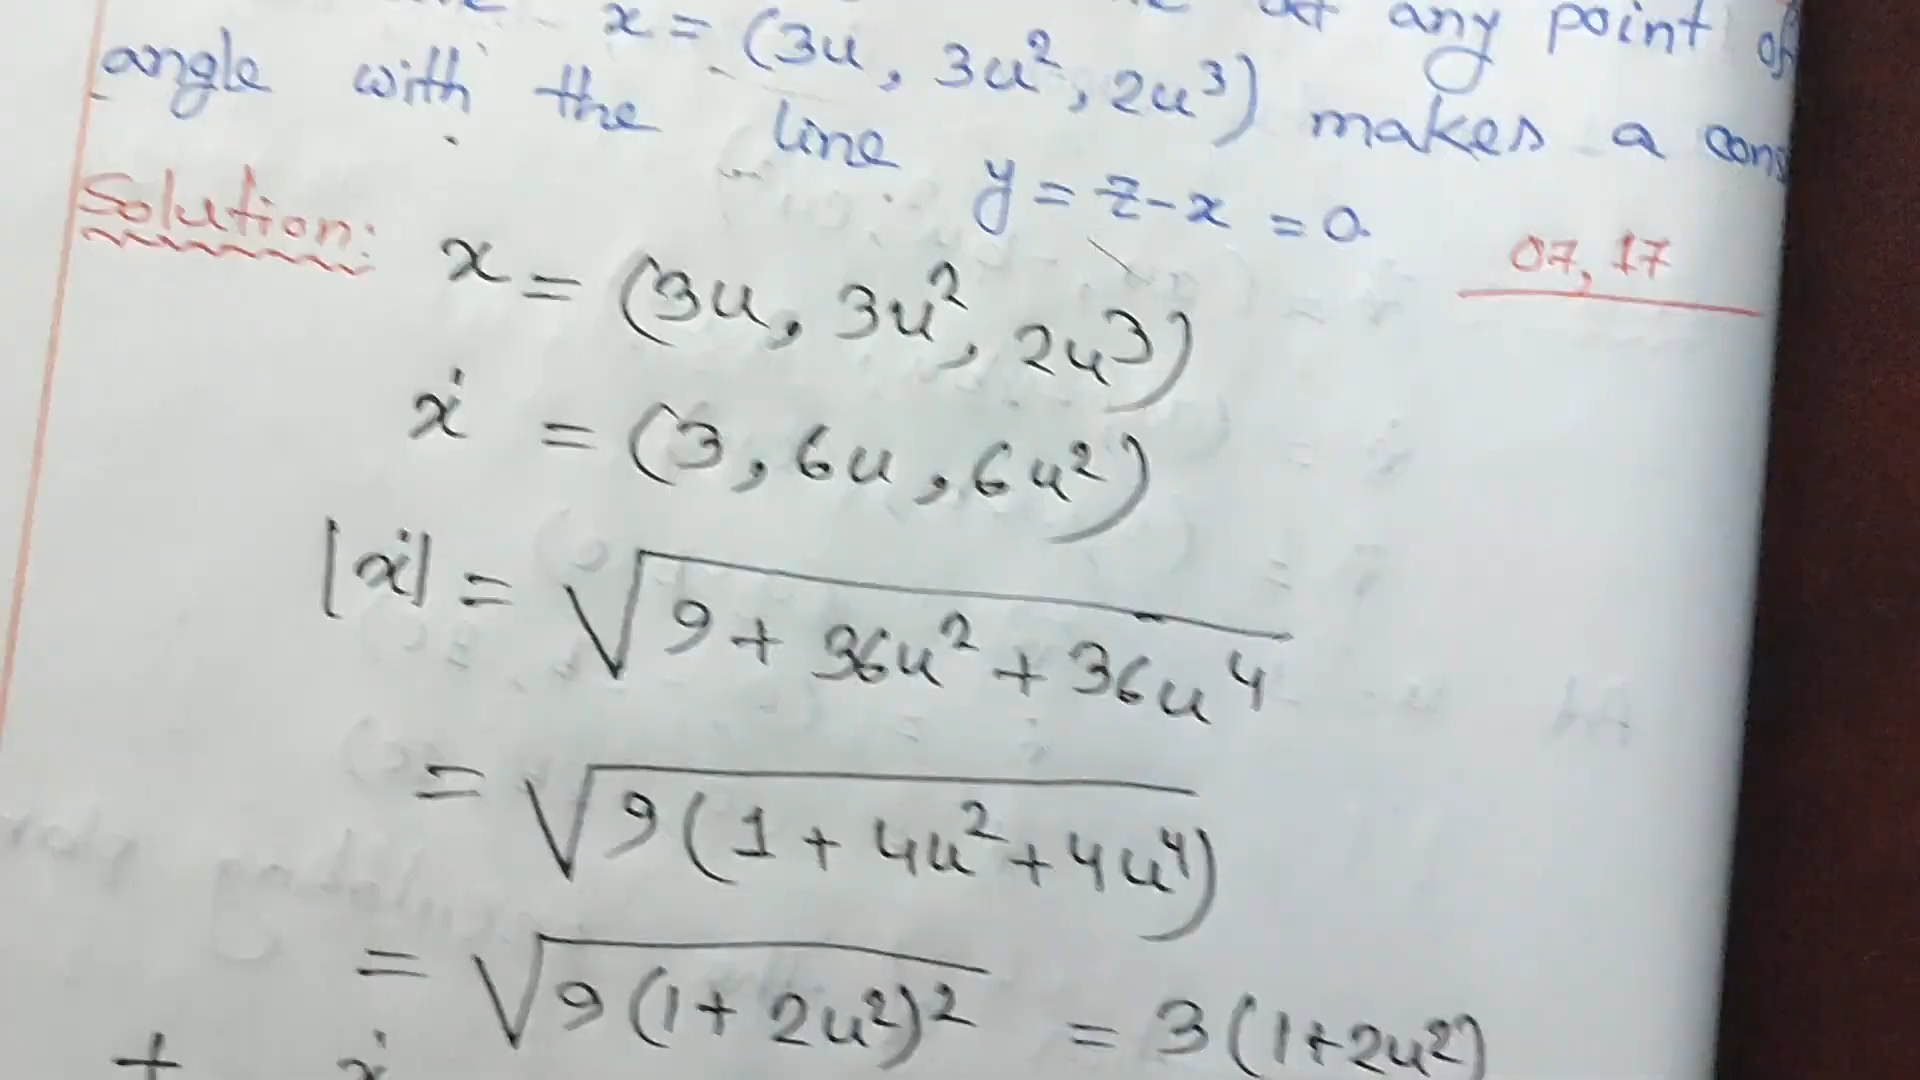 at any point of
x = (3u, 3u², 2u³) makes a
angle with the line y = z - x = 0.
Solution:
07, 17
x = (3u, 3u², 2u³)
ẋ = (3, 6u, 6u²)
|ẋ| = √(9 + 36u² + 36u⁴)
= √(9(1 + 4u² + 4u⁴))
= √(9(1 + 2u²)²) = 3(1+2u²)
t ẋ